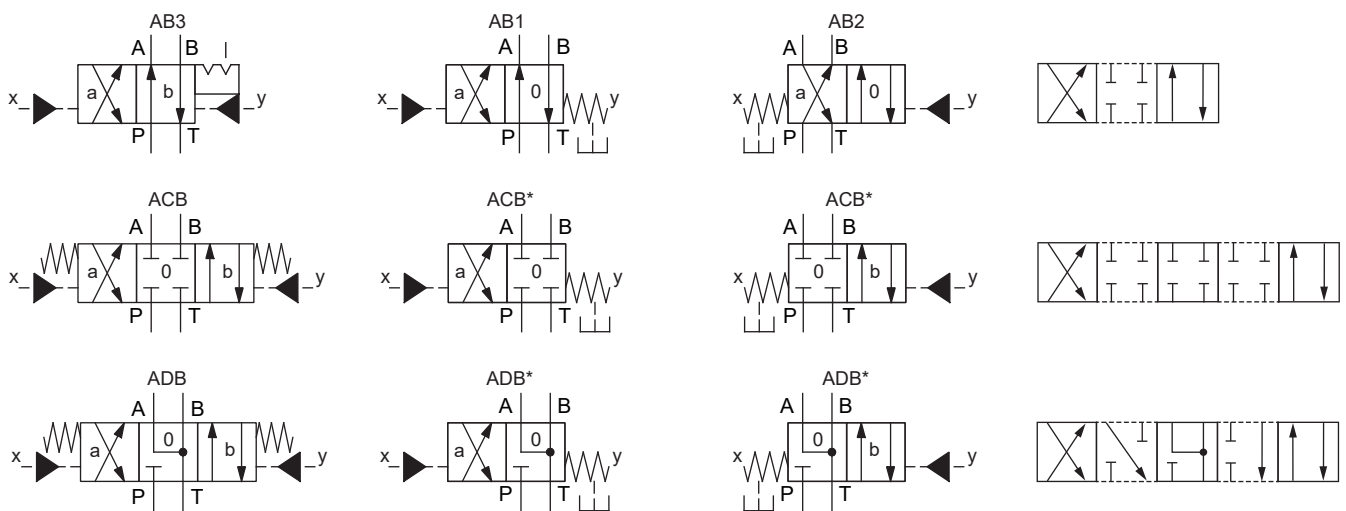 AB3 AB1 AB2
A B A B A B
x a b y x a 0 y x a 0 y
P T P T P T
ACB ACB* ACB*
A B A B A B
x a 0 b y x a 0 y x 0 b y
P T P T P T
ADB ADB* ADB*
A B A B A B
x a 0 b y x a 0 y x 0 b y
P T P T P T